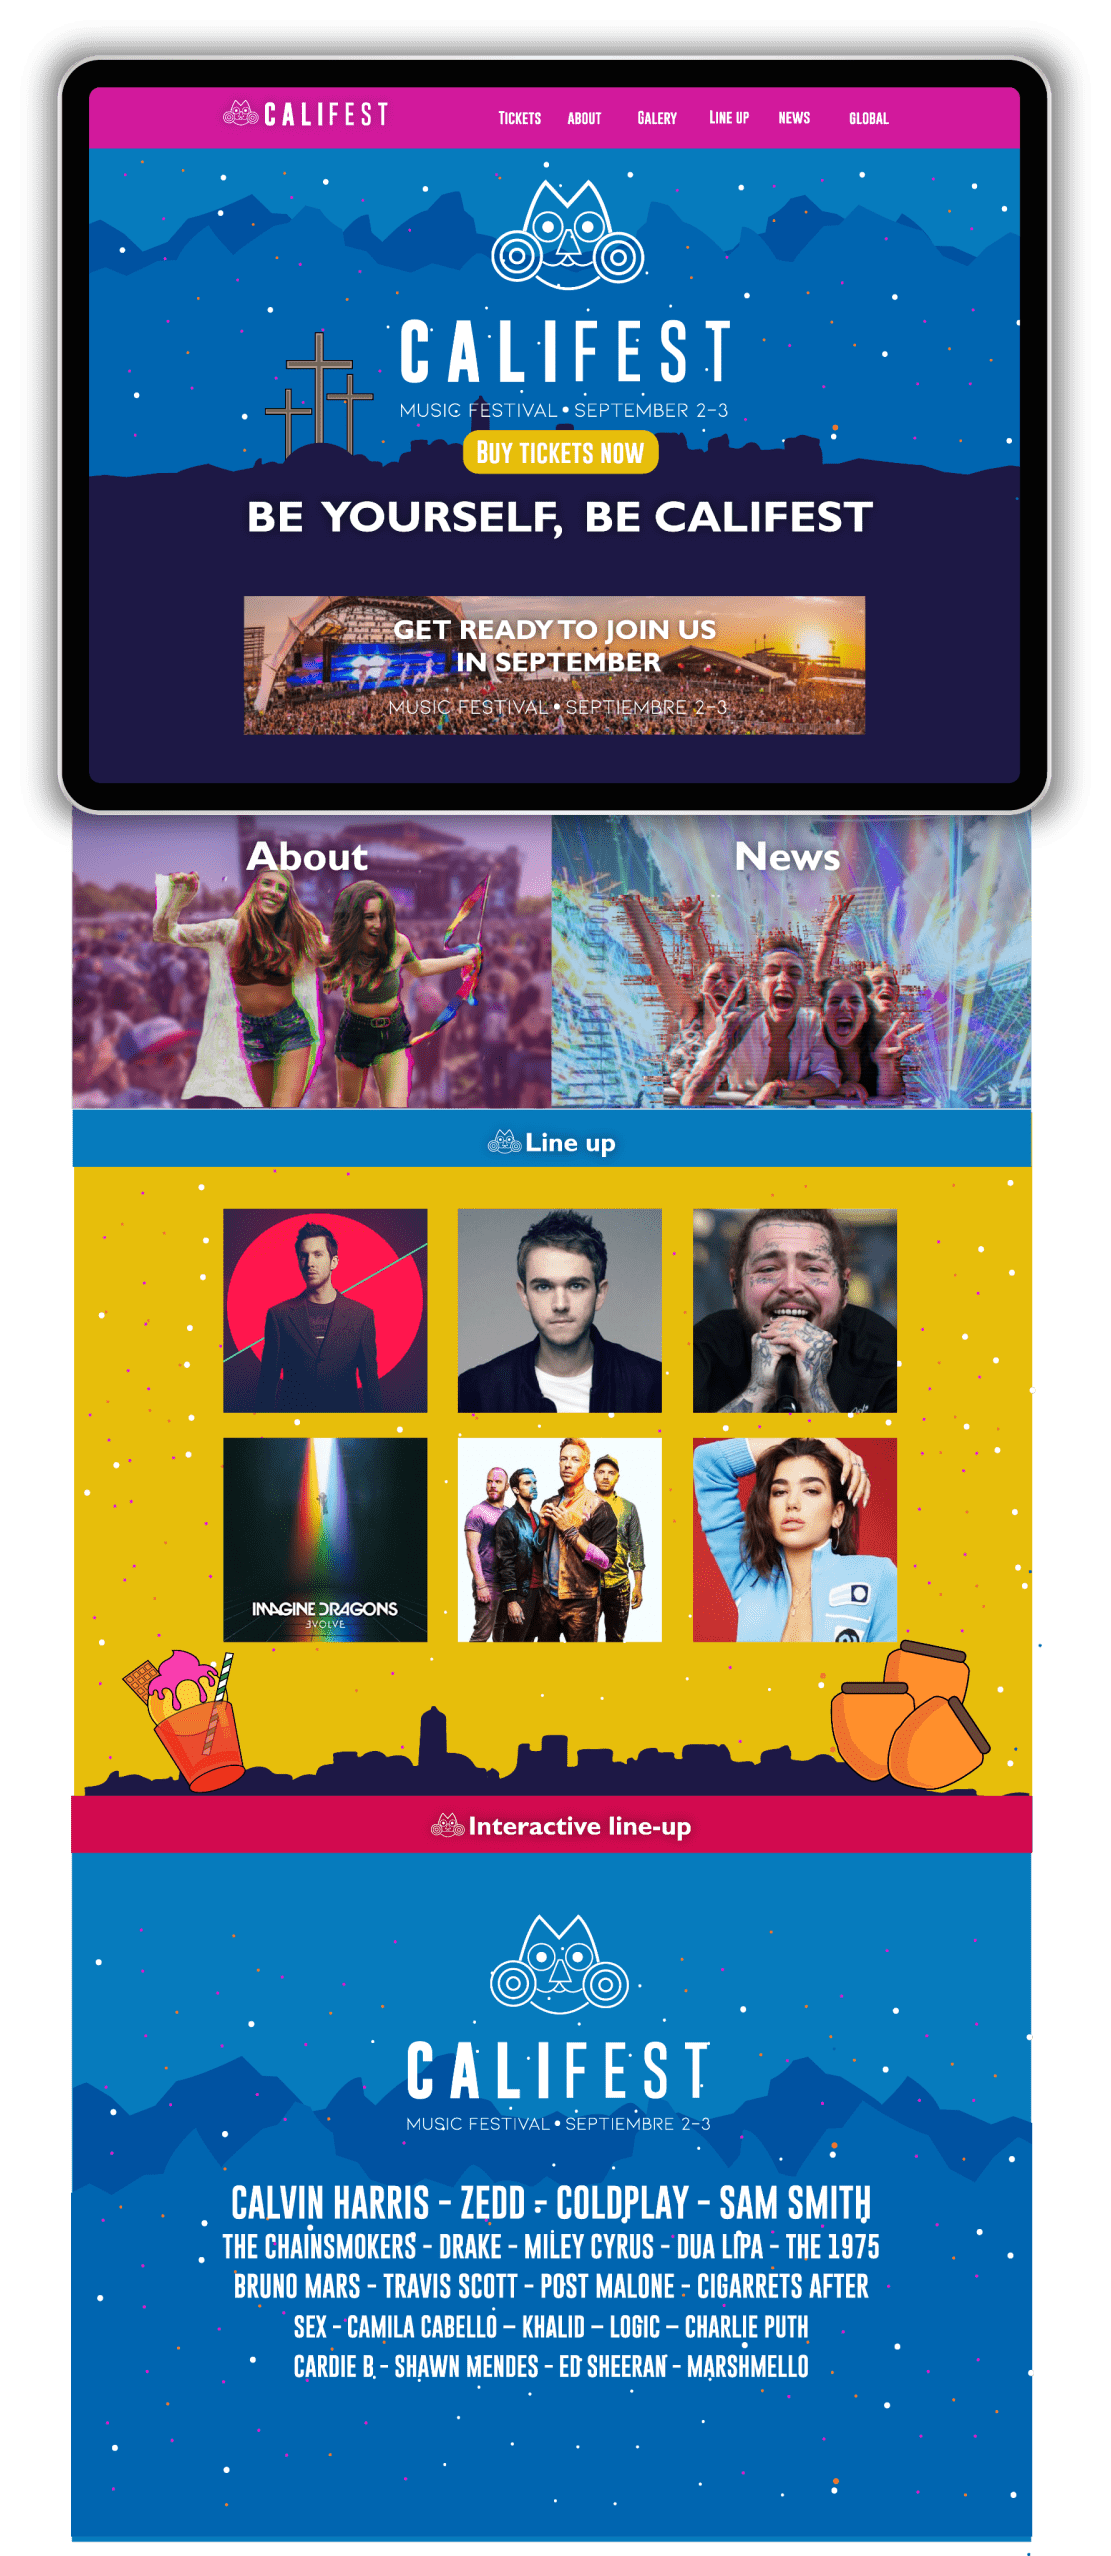 CALIFEST
TICKETS ABOUT GALERY LINE UP NEWS GLOBAL
CALIFEST
MUSIC FESTIVAL • SEPTEMBER 2-3
BUY TICKETS NOW
BE YOURSELF, BE CALIFEST
GET READY TO JOIN US
IN SEPTEMBER
MUSIC FESTIVAL • SEPTIEMBRE 2-3
About
News
Line up
IMAGINE DRAGONS
EVOLVE
Interactive line-up
CALIFEST
MUSIC FESTIVAL • SEPTIEMBRE 2-3
CALVIN HARRIS - ZEDD - COLDPLAY - SAM SMITH
THE CHAINSMOKERS - DRAKE - MILEY CYRUS - DUA LIPA - THE 1975
BRUNO MARS - TRAVIS SCOTT - POST MALONE - CIGARRETS AFTER
SEX - CAMILA CABELLO – KHALID – LOGIC – CHARLIE PUTH
CARDIE B - SHAWN MENDES - ED SHEERAN - MARSHMELLO